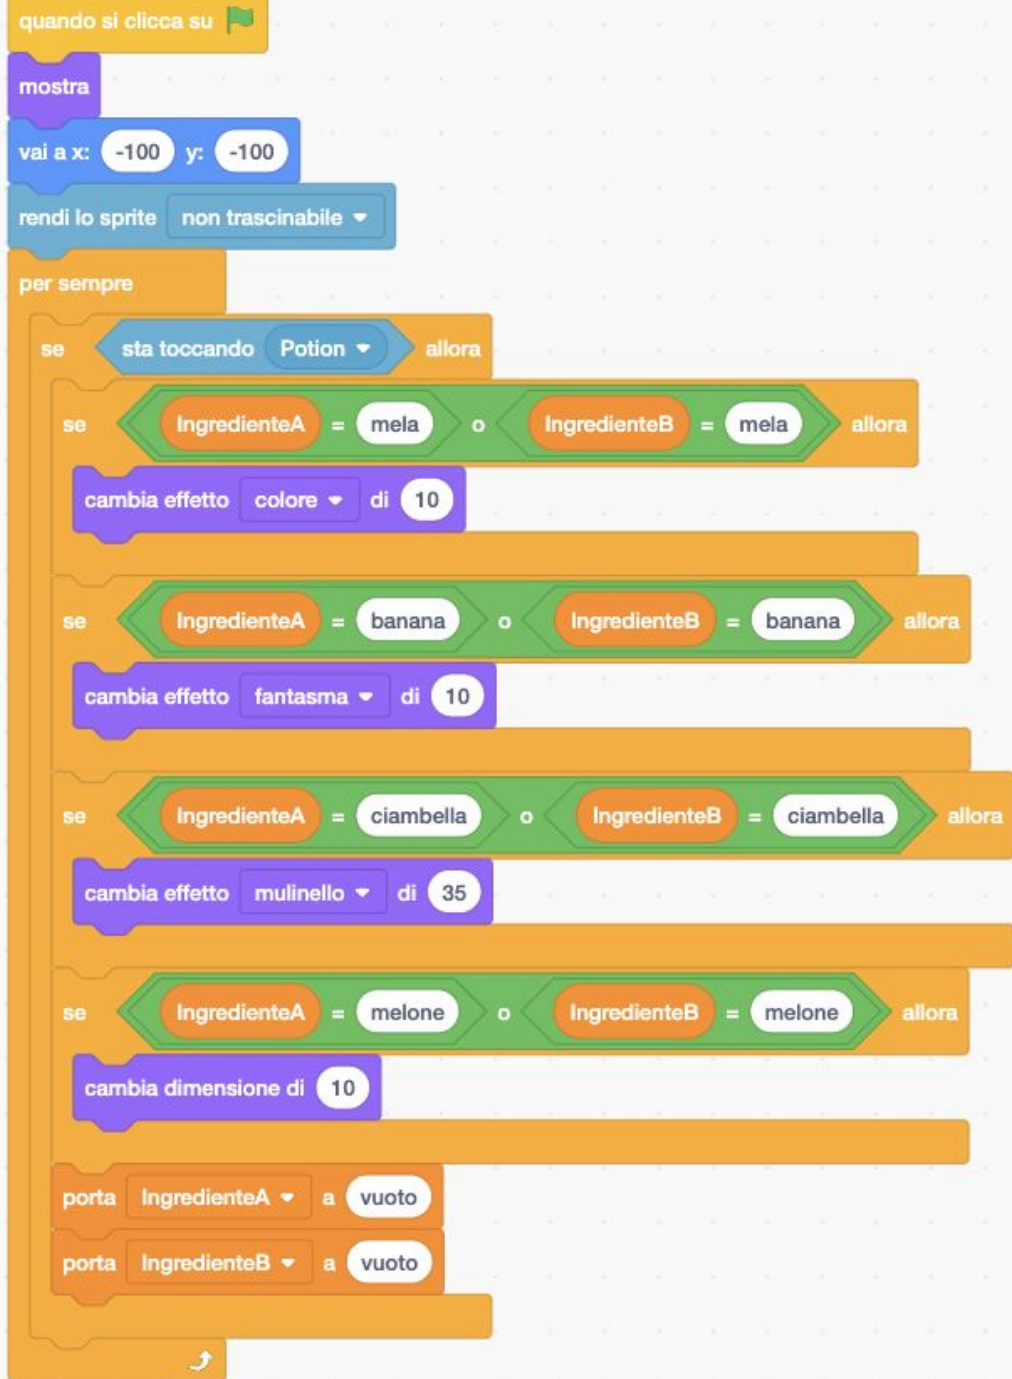 quando si clicca su
mostra
vai a x: -100 y: -100
rendi lo sprite non trascinabile
per sempre
se sta toccando Potion allora
se IngredienteA = mela o IngredienteB = mela allora
cambia effetto colore di 10
se IngredienteA = banana o IngredienteB = banana allora
cambia effetto fantasma di 10
se IngredienteA = ciambella o IngredienteB = ciambella allora
cambia effetto mulinello di 35
se IngredienteA = melone o IngredienteB = melone allora
cambia dimensione di 10
porta IngredienteA a vuoto
porta IngredienteB a vuoto